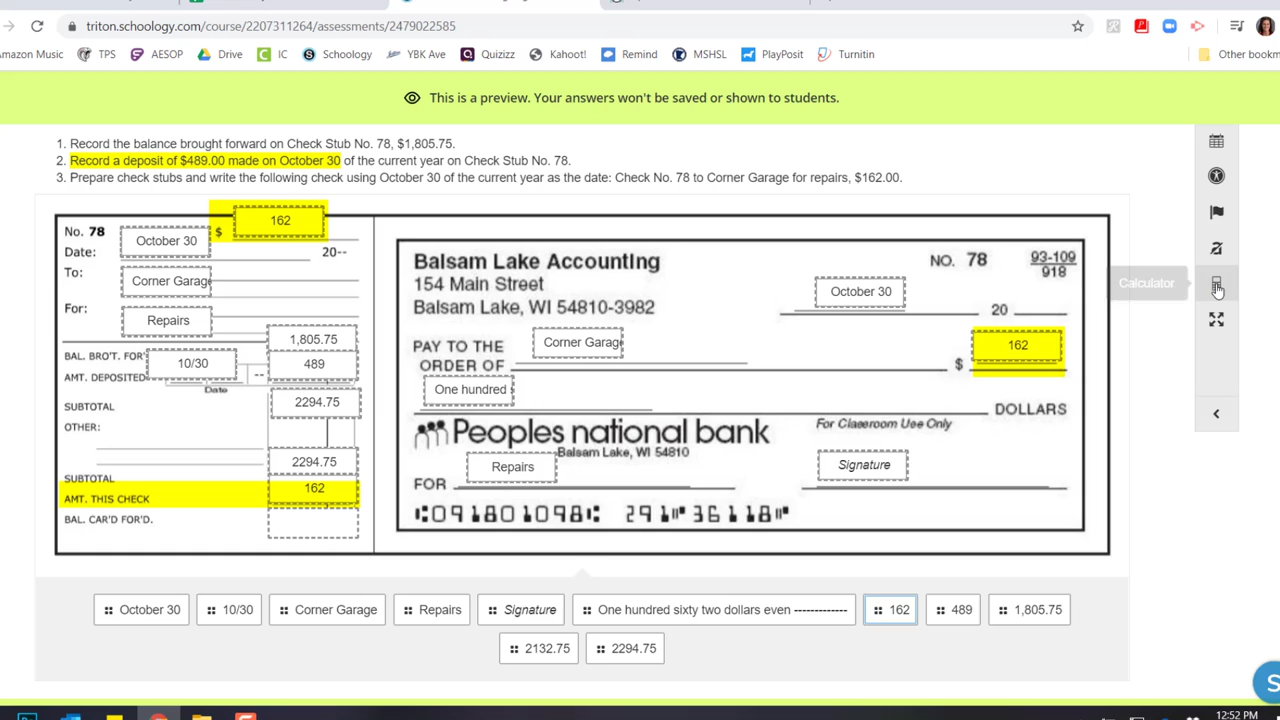 triton.schoology.com/course/2207311264/assessments/2479022585
Amazon Music TPS AESOP Drive IC Schoology YBK Ave Quizizz Kahoot! Remind MSHSL PlayPosit Turnitin Other bookm
This is a preview. Your answers won't be saved or shown to students.
1. Record the balance brought forward on Check Stub No. 78, $1,805.75.
2. Record a deposit of $489.00 made on October 30 of the current year on Check Stub No. 78.
3. Prepare check stubs and write the following check using October 30 of the current year as the date: Check No. 78 to Corner Garage for repairs, $162.00.
No. 78 $ 162
Date: October 30 20--
To: Corner Garage
For: Repairs
BAL. BRO'T. FOR' 1,805.75
AMT. DEPOSITED 10/30 -- 489
Date
SUBTOTAL 2294.75
OTHER:
2294.75
SUBTOTAL
AMT. THIS CHECK 162
BAL. CAR'D FOR'D.
Balsam Lake Accounting NO. 78 93-109
918
154 Main Street
Balsam Lake, WI 54810-3982 October 30 20
PAY TO THE
ORDER OF Corner Garag $ 162
One hundred DOLLARS
Peoples national bank For Classroom Use Only
Balsam Lake, WI 54810
FOR Repairs Signature
⑆091801098⑆ 291⑈36118⑈
Calculator
October 30 10/30 Corner Garage Repairs Signature One hundred sixty two dollars even ------------- 162 489 1,805.75
2132.75 2294.75
S
12:52 PM